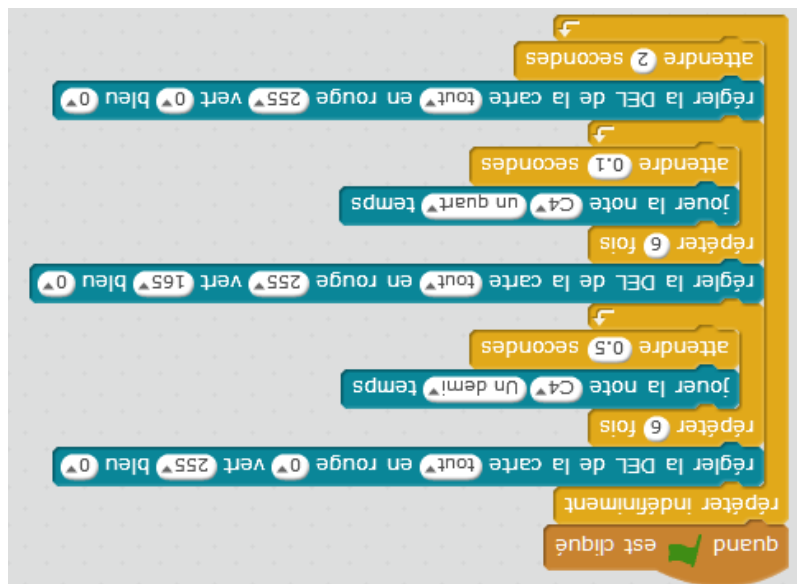 quand est cliqué
répéter indéfiniment
régler la DEL de la carte tout en rouge 0 vert 255 bleu 0
répéter 6 fois
jouer la note C4 Un demi temps
attendre 0.5 secondes
régler la DEL de la carte tout en rouge 255 vert 165 bleu 0
répéter 6 fois
jouer la note C4 un quart temps
attendre 0.1 secondes
régler la DEL de la carte tout en rouge 255 vert 0 bleu 0
attendre 2 secondes